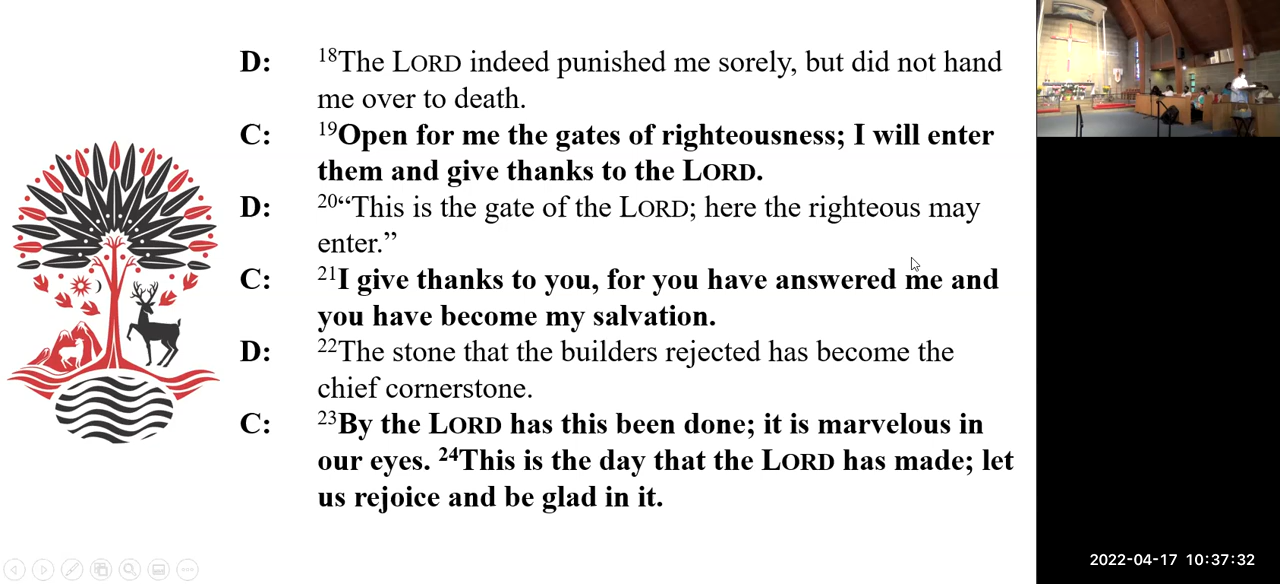 D: 18The LORD indeed punished me sorely, but did not hand
me over to death.
C: 19Open for me the gates of righteousness; I will enter
them and give thanks to the LORD.
D: 20“This is the gate of the LORD; here the righteous may
enter.”
C: 21I give thanks to you, for you have answered me and
you have become my salvation.
D: 22The stone that the builders rejected has become the
chief cornerstone.
C: 23By the LORD has this been done; it is marvelous in
our eyes. 24This is the day that the LORD has made; let
us rejoice and be glad in it.
2022-04-17 10:37:32